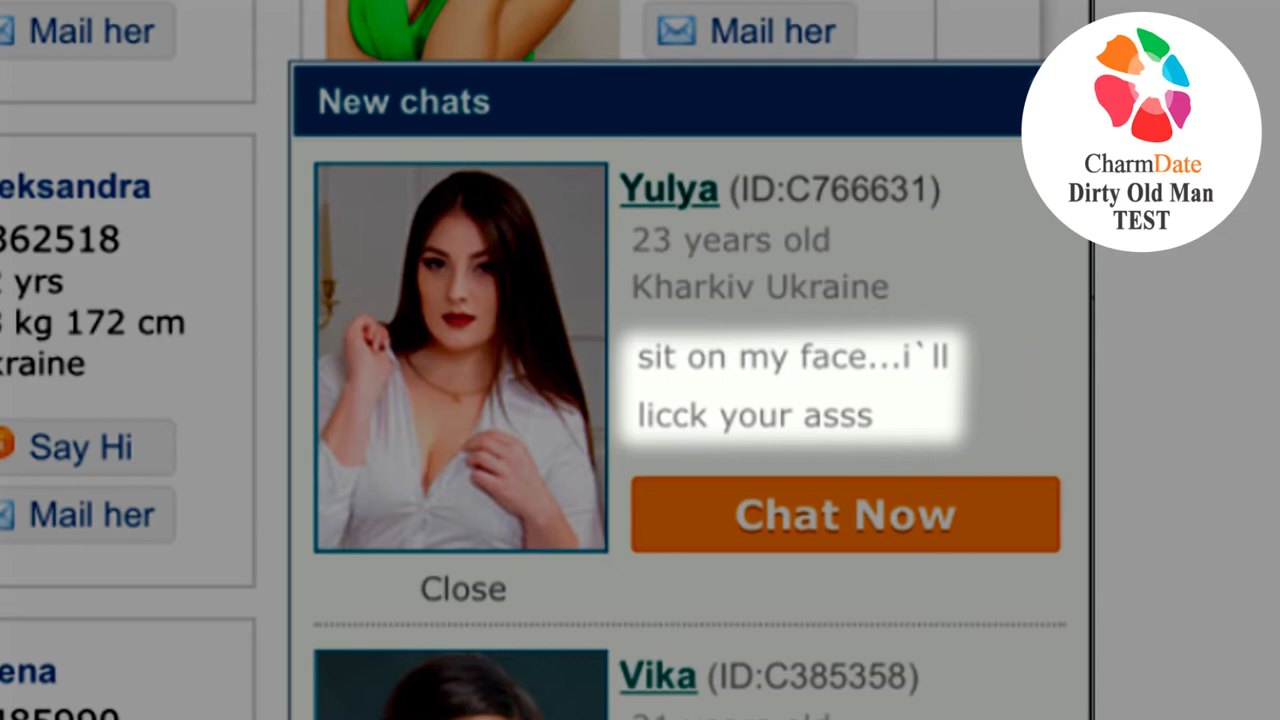 Mail her
Mail her
New chats
CharmDate
Dirty Old Man
TEST
eksandra
362518
yrs
kg 172 cm
raine
Say Hi
Mail her
Yulya (ID:C766631)
23 years old
Kharkiv Ukraine
sit on my face...i`ll
licck your asss
Chat Now
Close
ena
Vika (ID:C385358)